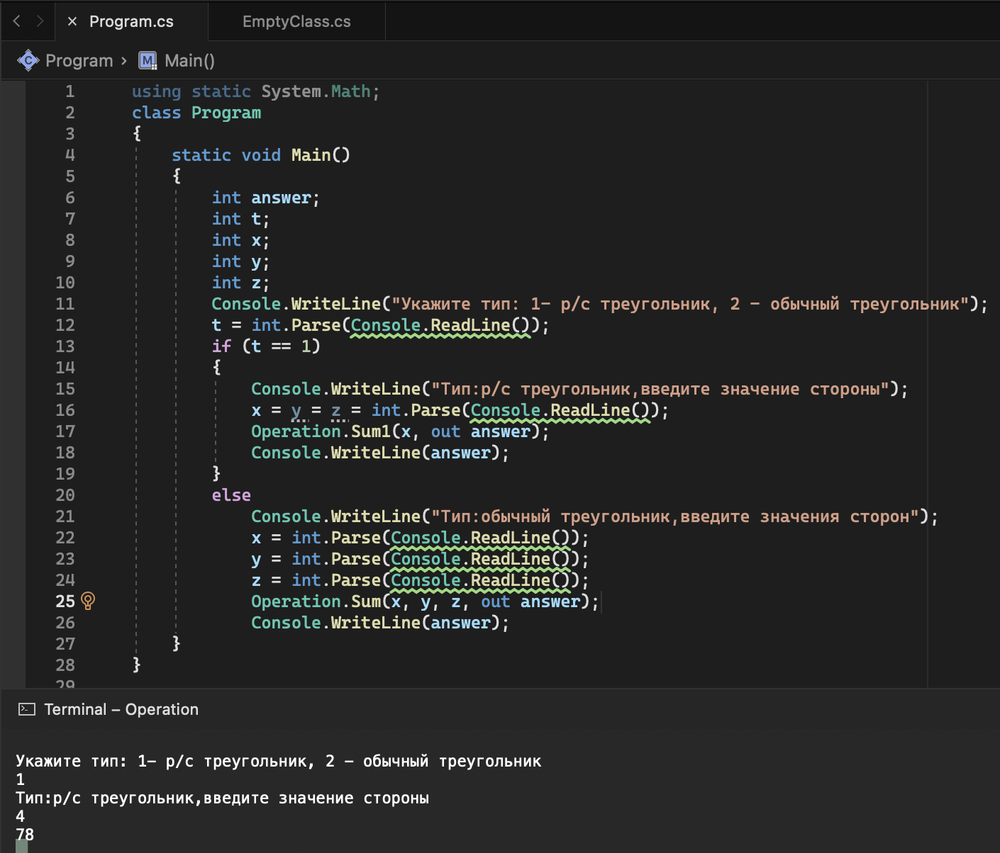 Program.cs EmptyClass.cs
Program › Main()
1 using static System.Math;
2 class Program
3 {
4 static void Main()
5 {
6 int answer;
7 int t;
8 int x;
9 int y;
10 int z;
11 Console.WriteLine("Укажите тип: 1- р/с треугольник, 2 - обычный треугольник");
12 t = int.Parse(Console.ReadLine());
13 if (t == 1)
14 {
15 Console.WriteLine("Тип:р/с треугольник,введите значение стороны");
16 x = y = z = int.Parse(Console.ReadLine());
17 Operation.Sum1(x, out answer);
18 Console.WriteLine(answer);
19 }
20 else
21 Console.WriteLine("Тип:обычный треугольник,введите значения сторон");
22 x = int.Parse(Console.ReadLine());
23 y = int.Parse(Console.ReadLine());
24 z = int.Parse(Console.ReadLine());
25 Operation.Sum(x, y, z, out answer);
26 Console.WriteLine(answer);
27 }
28 }
29
Terminal – Operation
Укажите тип: 1- р/с треугольник, 2 - обычный треугольник
1
Тип:р/с треугольник,введите значение стороны
4
78